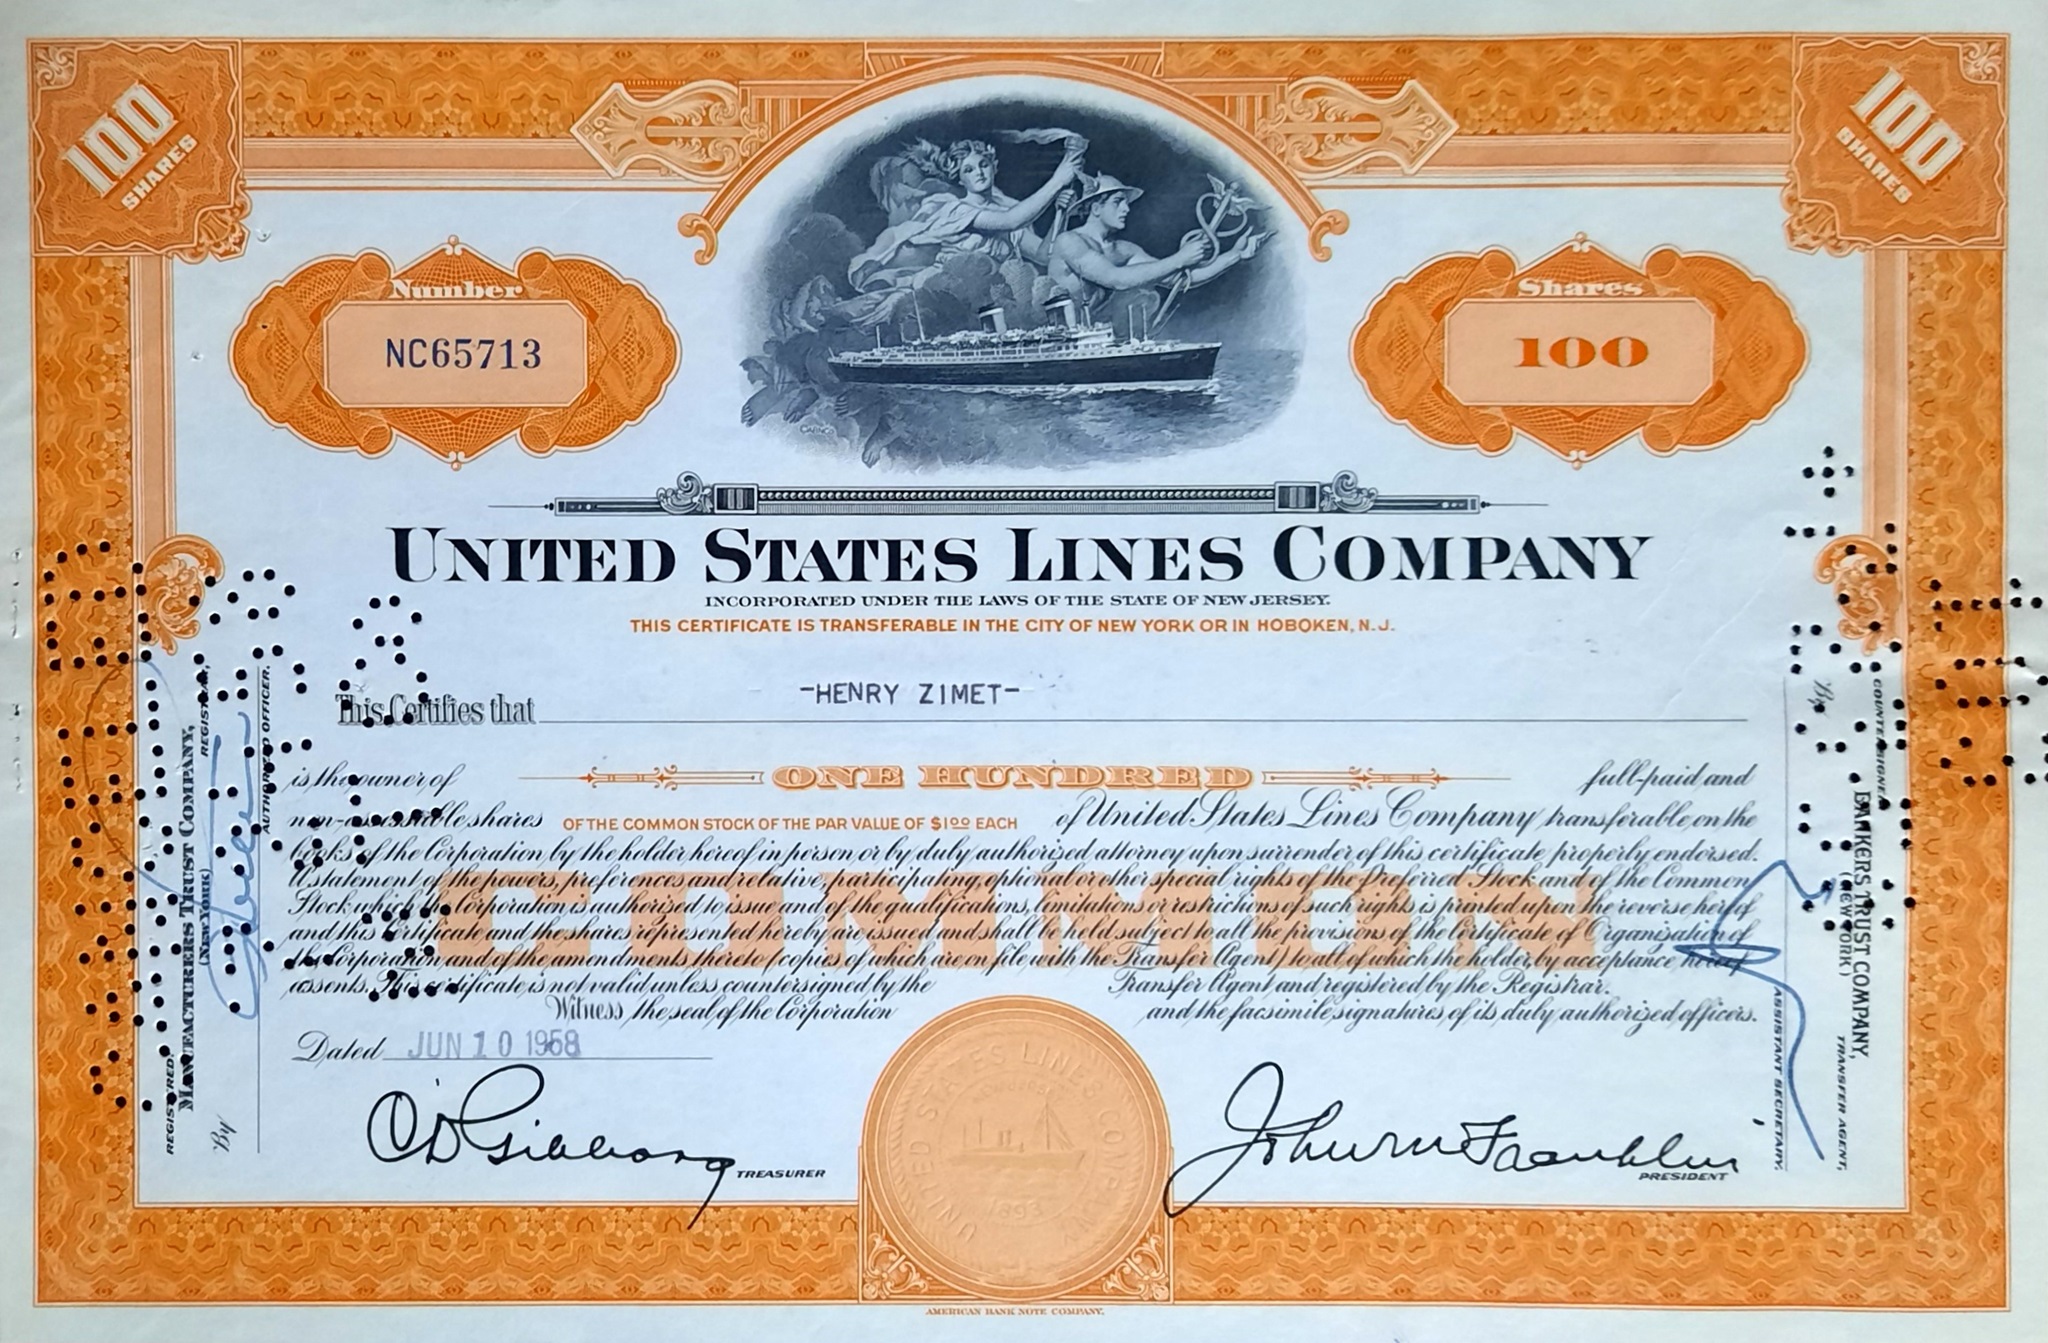 100 SHARES
100 SHARES
Number
NC65713
Shares
100
UNITED STATES LINES COMPANY
INCORPORATED UNDER THE LAWS OF THE STATE OF NEW JERSEY.
THIS CERTIFICATE IS TRANSFERABLE IN THE CITY OF NEW YORK OR IN HOBOKEN, N. J.
This Certifies that -HENRY ZIMET-
is the owner of ONE HUNDRED full-paid and
non-assessable shares OF THE COMMON STOCK OF THE PAR VALUE OF $1.00 EACH of United States Lines Company transferable on the
books of the Corporation by the holder hereof in person or by duly authorized attorney upon surrender of this certificate properly endorsed.
A statement of the powers, preferences and relative, participating, optional or other special rights of the Preferred Stock and of the Common
Stock which the Corporation is authorized to issue and of the qualifications, limitations or restrictions of such rights is printed upon the reverse hereof
and this Certificate and the shares represented hereby are issued and shall be held subject to all the provisions of the Certificate of Organization of
the Corporation and of the amendments thereto (copies of which are on file with the Transfer Agent) to all of which the holder, by acceptance hereof
assents. This certificate is not valid unless countersigned by the Transfer Agent and registered by the Registrar.
COMMON
Witness the seal of the Corporation and the facsimile signatures of its duly authorized officers.
Dated JUN 10 1958
TREASURER
John M Franklin
PRESIDENT
UNITED STATES LINES COMPANY
1893
REGISTERED.
MANUFACTURERS TRUST COMPANY,
(NEW YORK) REGISTRAR,
By
AUTHORIZED OFFICER.
COUNTERSIGNED
BANKERS TRUST COMPANY,
(NEW YORK) TRANSFER AGENT,
By
ASSISTANT SECRETARY.
AMERICAN BANK NOTE COMPANY.